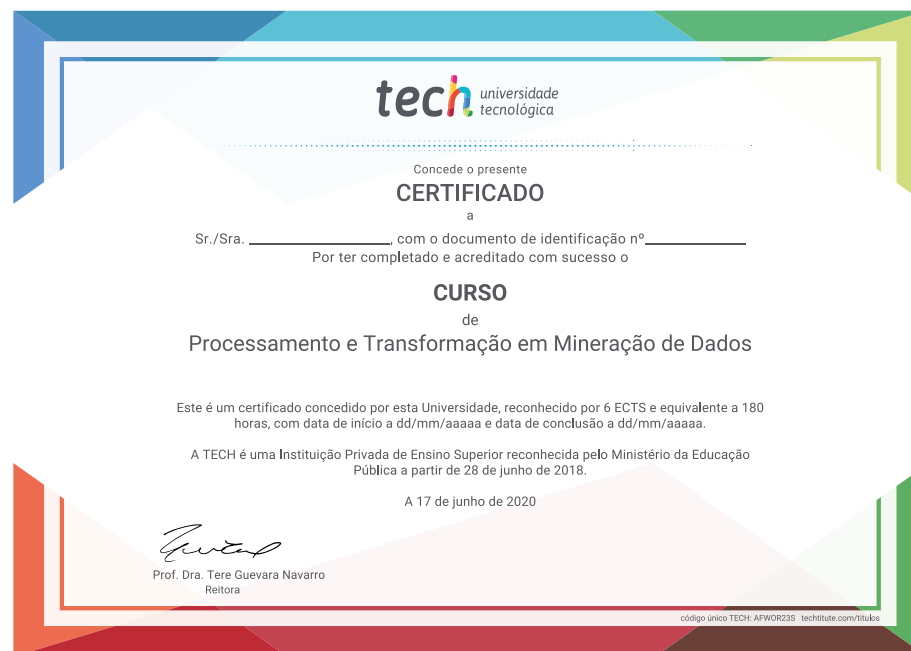 tech universidade
tecnológica
Concede o presente
CERTIFICADO
a
Sr./Sra. ____________, com o documento de identificação nº_________
Por ter completado e acreditado com sucesso o
CURSO
de
Processamento e Transformação em Mineração de Dados
Este é um certificado concedido por esta Universidade, reconhecido por 6 ECTS e equivalente a 180
horas, com data de início a dd/mm/aaaaa e data de conclusão a dd/mm/aaaaa.
A TECH é uma Instituição Privada de Ensino Superior reconhecida pelo Ministério da Educação
Pública a partir de 28 de junho de 2018.
A 17 de junho de 2020
Prof. Dra. Tere Guevara Navarro
Reitora
código único TECH: AFWOR23S techtitute.com/titulos